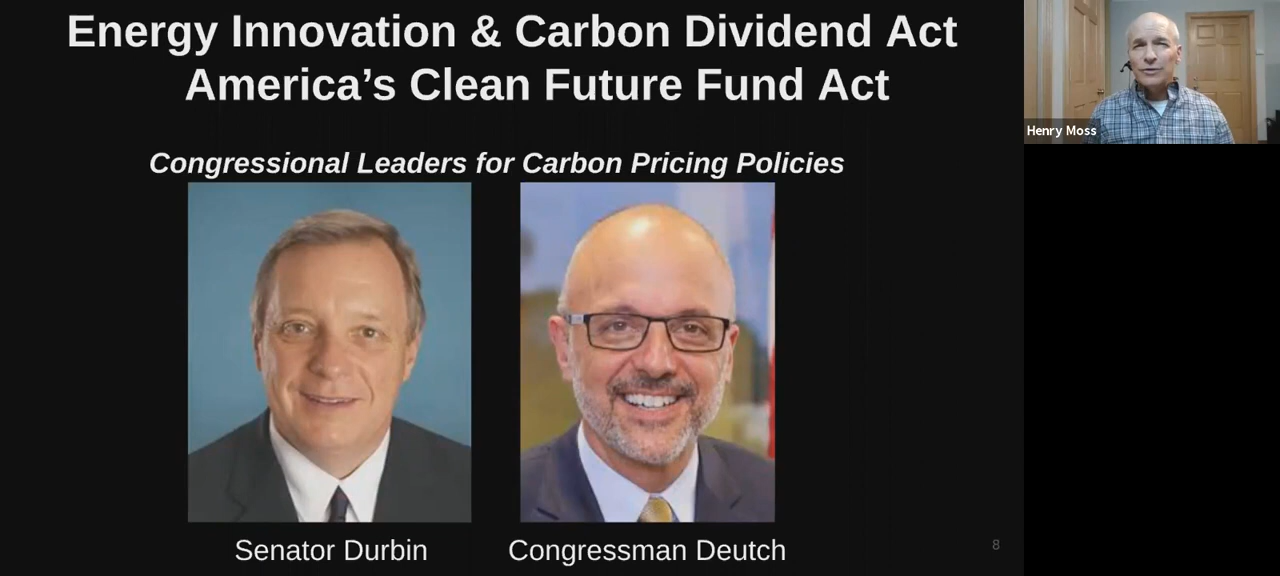 Energy Innovation & Carbon Dividend Act
America’s Clean Future Fund Act
Congressional Leaders for Carbon Pricing Policies
Senator Durbin
Congressman Deutch
8
Henry Moss